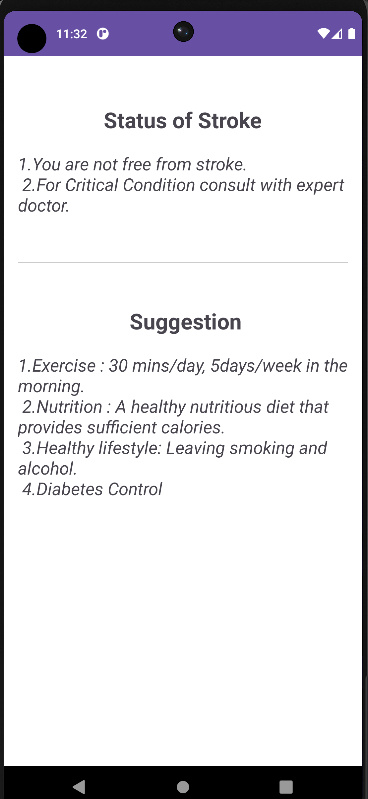 11:32
Status of Stroke
1.You are not free from stroke.
2.For Critical Condition consult with expert
doctor.
Suggestion
1.Exercise : 30 mins/day, 5days/week in the
morning.
2.Nutrition : A healthy nutritious diet that
provides sufficient calories.
3.Healthy lifestyle: Leaving smoking and
alcohol.
4.Diabetes Control